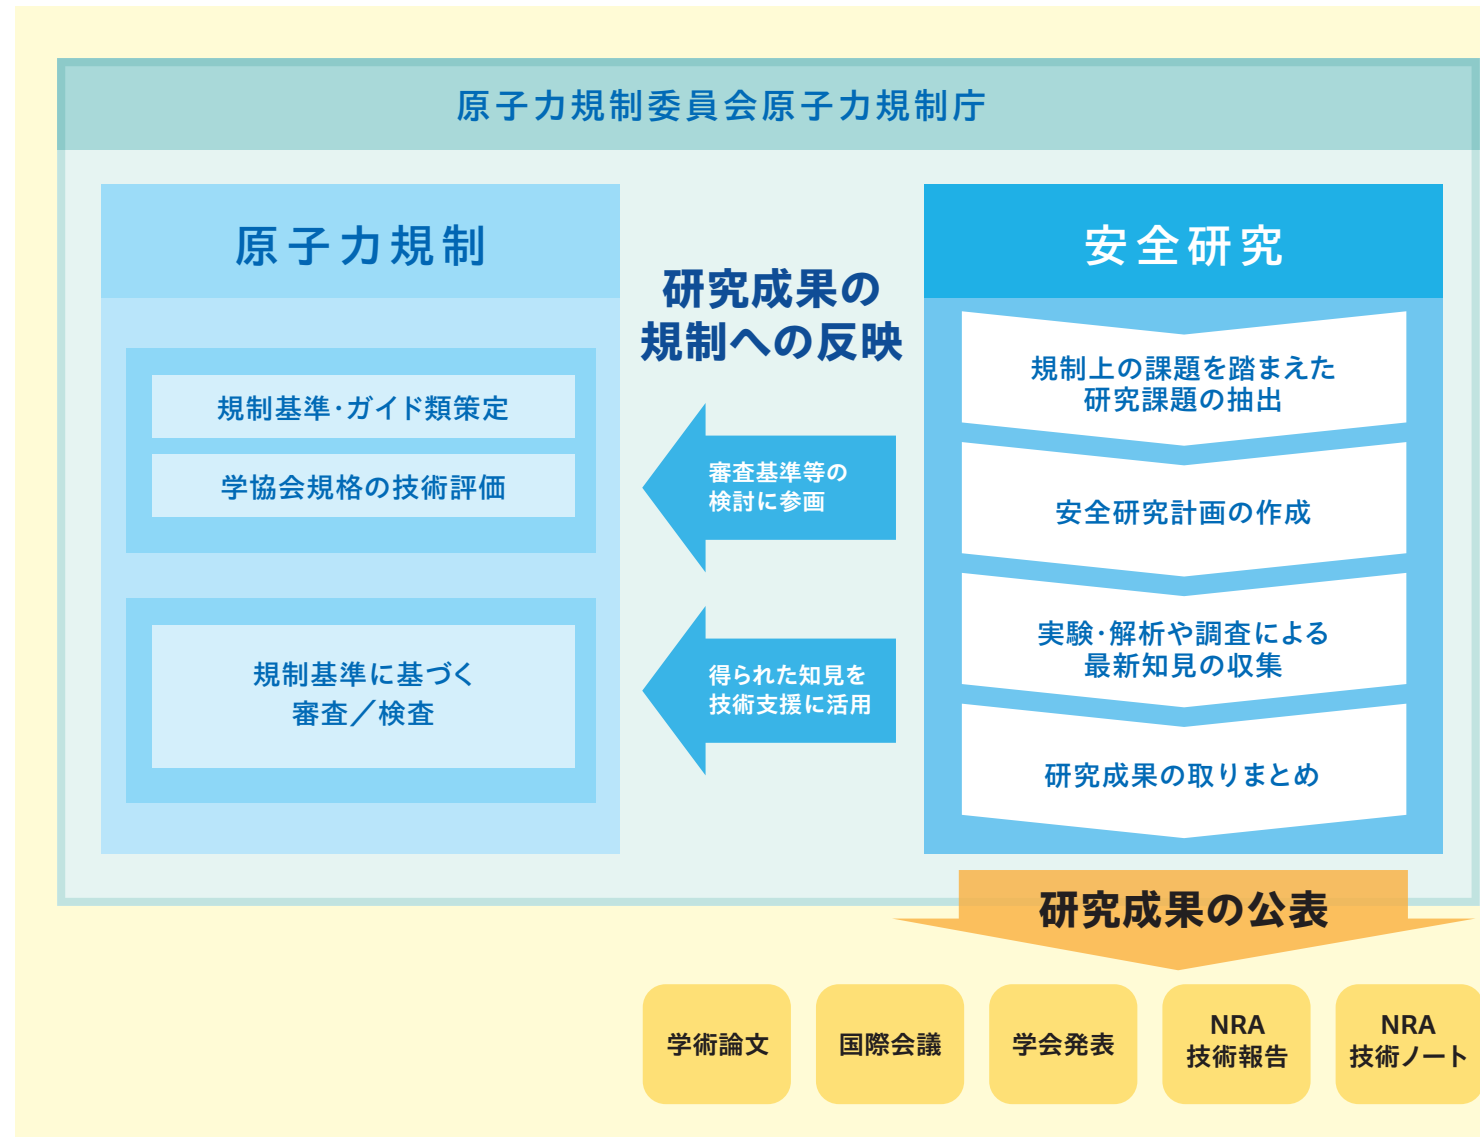 原子力規制委員会原子力規制庁
原子力規制
規制基準･ガイド類策定
学協会規格の技術評価
規制基準に基づく
審査／検査
研究成果の
規制への反映
審査基準等の
検討に参画
得られた知見を
技術支援に活用
安全研究
規制上の課題を踏まえた
研究課題の抽出
安全研究計画の作成
実験･解析や調査による
最新知見の収集
研究成果の取りまとめ
研究成果の公表
学術論文
国際会議
学会発表
NRA
技術報告
NRA
技術ノート